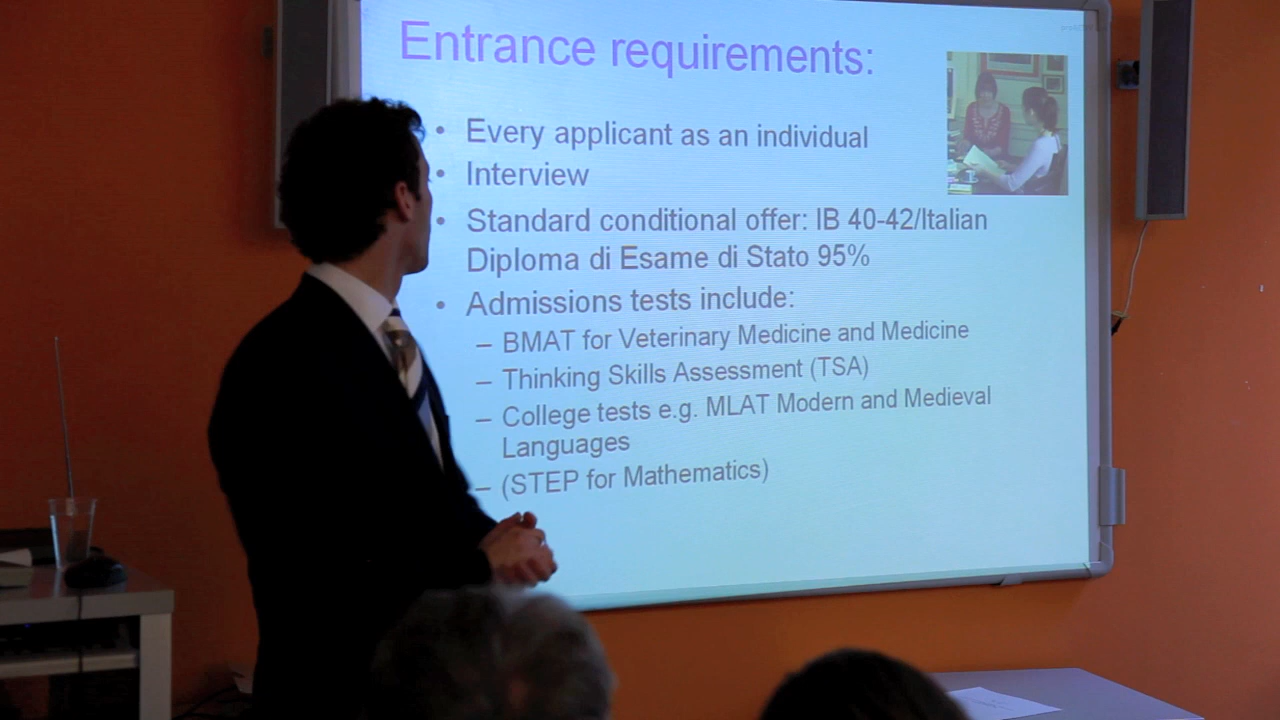 Entrance requirements:
• Every applicant as an individual
• Interview
• Standard conditional offer: IB 40-42/Italian
Diploma di Esame di Stato 95%
• Admissions tests include:
– BMAT for Veterinary Medicine and Medicine
– Thinking Skills Assessment (TSA)
– College tests e.g. MLAT Modern and Medieval
Languages
– (STEP for Mathematics)